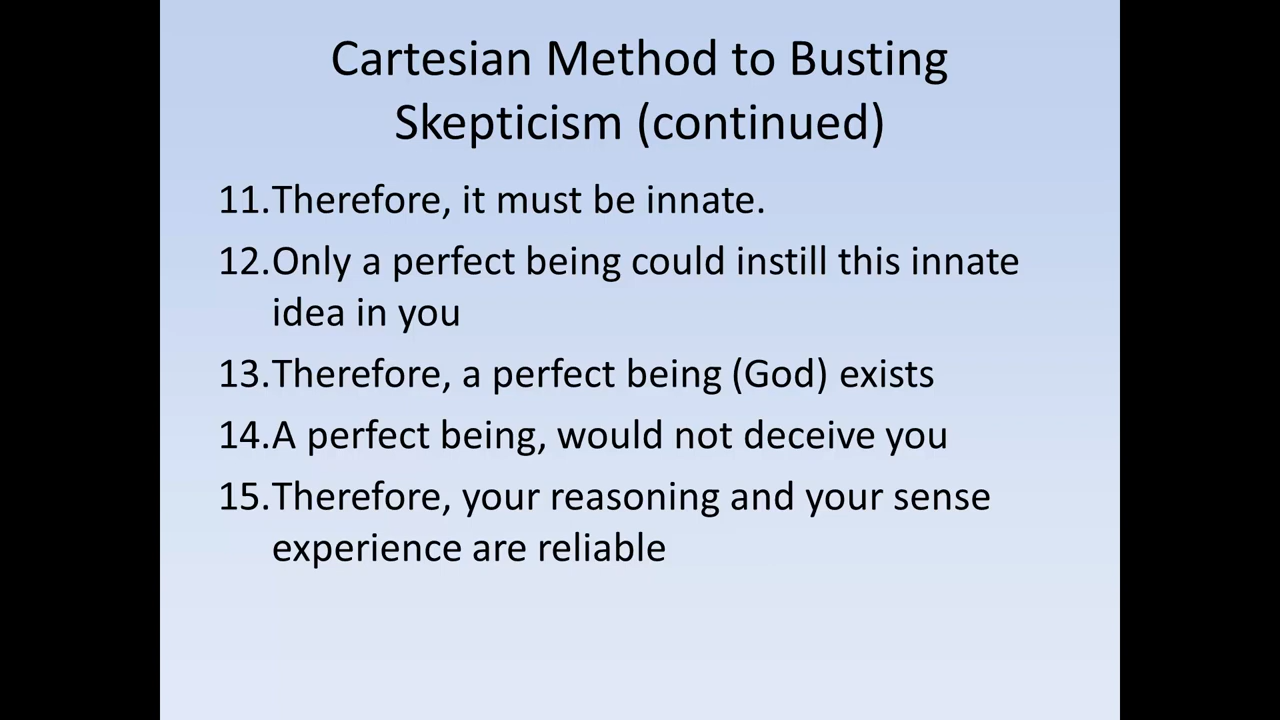 Cartesian Method to Busting
Skepticism (continued)
11.Therefore, it must be innate.
12.Only a perfect being could instill this innate
idea in you
13.Therefore, a perfect being (God) exists
14.A perfect being, would not deceive you
15.Therefore, your reasoning and your sense
experience are reliable